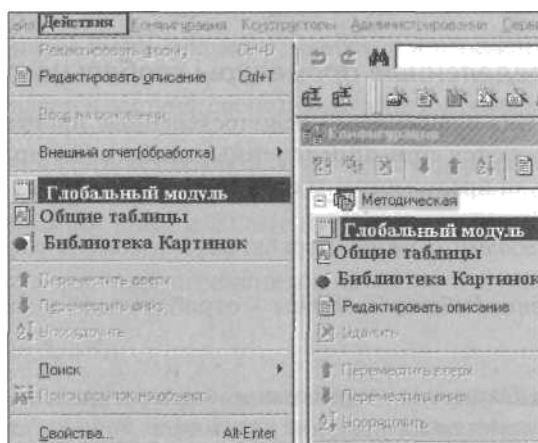 Действия Конфигурация Конструкторы Администрирование
Редактировать форму Ctrl-D
Редактировать описание Ctrl+T
Ввод на основании
Внешний отчет(обработка)
Глобальный модуль
Общие таблицы
Библиотека Картинок
Переместить вверх
Переместить вниз
Упорядочить
Поиск
Поиск ссылок на объект
Свойства... Alt-Enter
Конфигурация
Методическая
Глобальный модуль
Общие таблицы
Библиотека Картинок
Редактировать описание
Удалить
Переместить вверх
Переместить вниз
Упорядочить